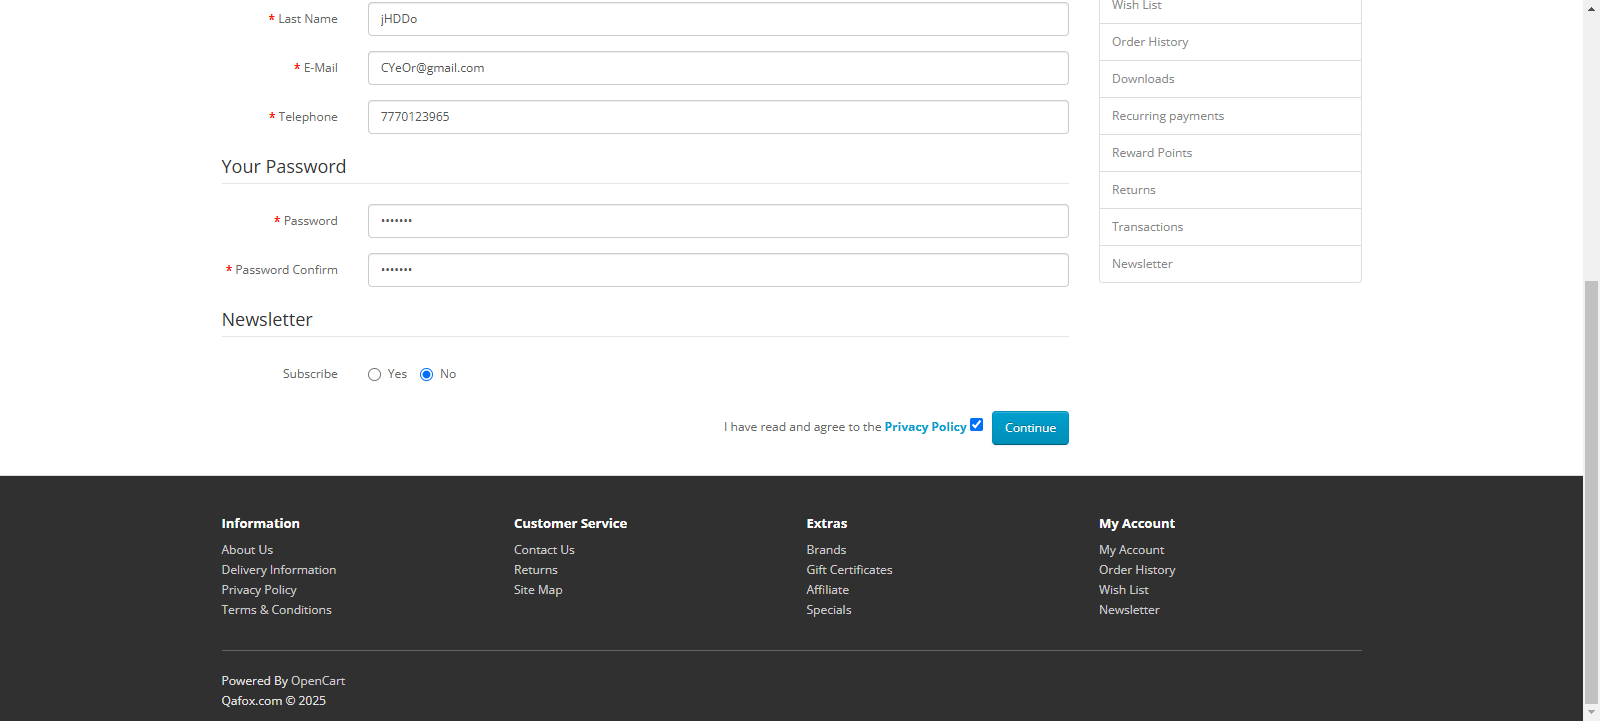 * Last Name
jHDDo
* E-Mail
CYeOr@gmail.com
* Telephone
7770123965
Your Password
* Password
•••••••
* Password Confirm
•••••••
Newsletter
Subscribe
Yes
No
I have read and agree to the Privacy Policy
Continue
Wish List
Order History
Downloads
Recurring payments
Reward Points
Returns
Transactions
Newsletter
Information
About Us
Delivery Information
Privacy Policy
Terms & Conditions
Customer Service
Contact Us
Returns
Site Map
Extras
Brands
Gift Certificates
Affiliate
Specials
My Account
My Account
Order History
Wish List
Newsletter
Powered By OpenCart
Qafox.com © 2025